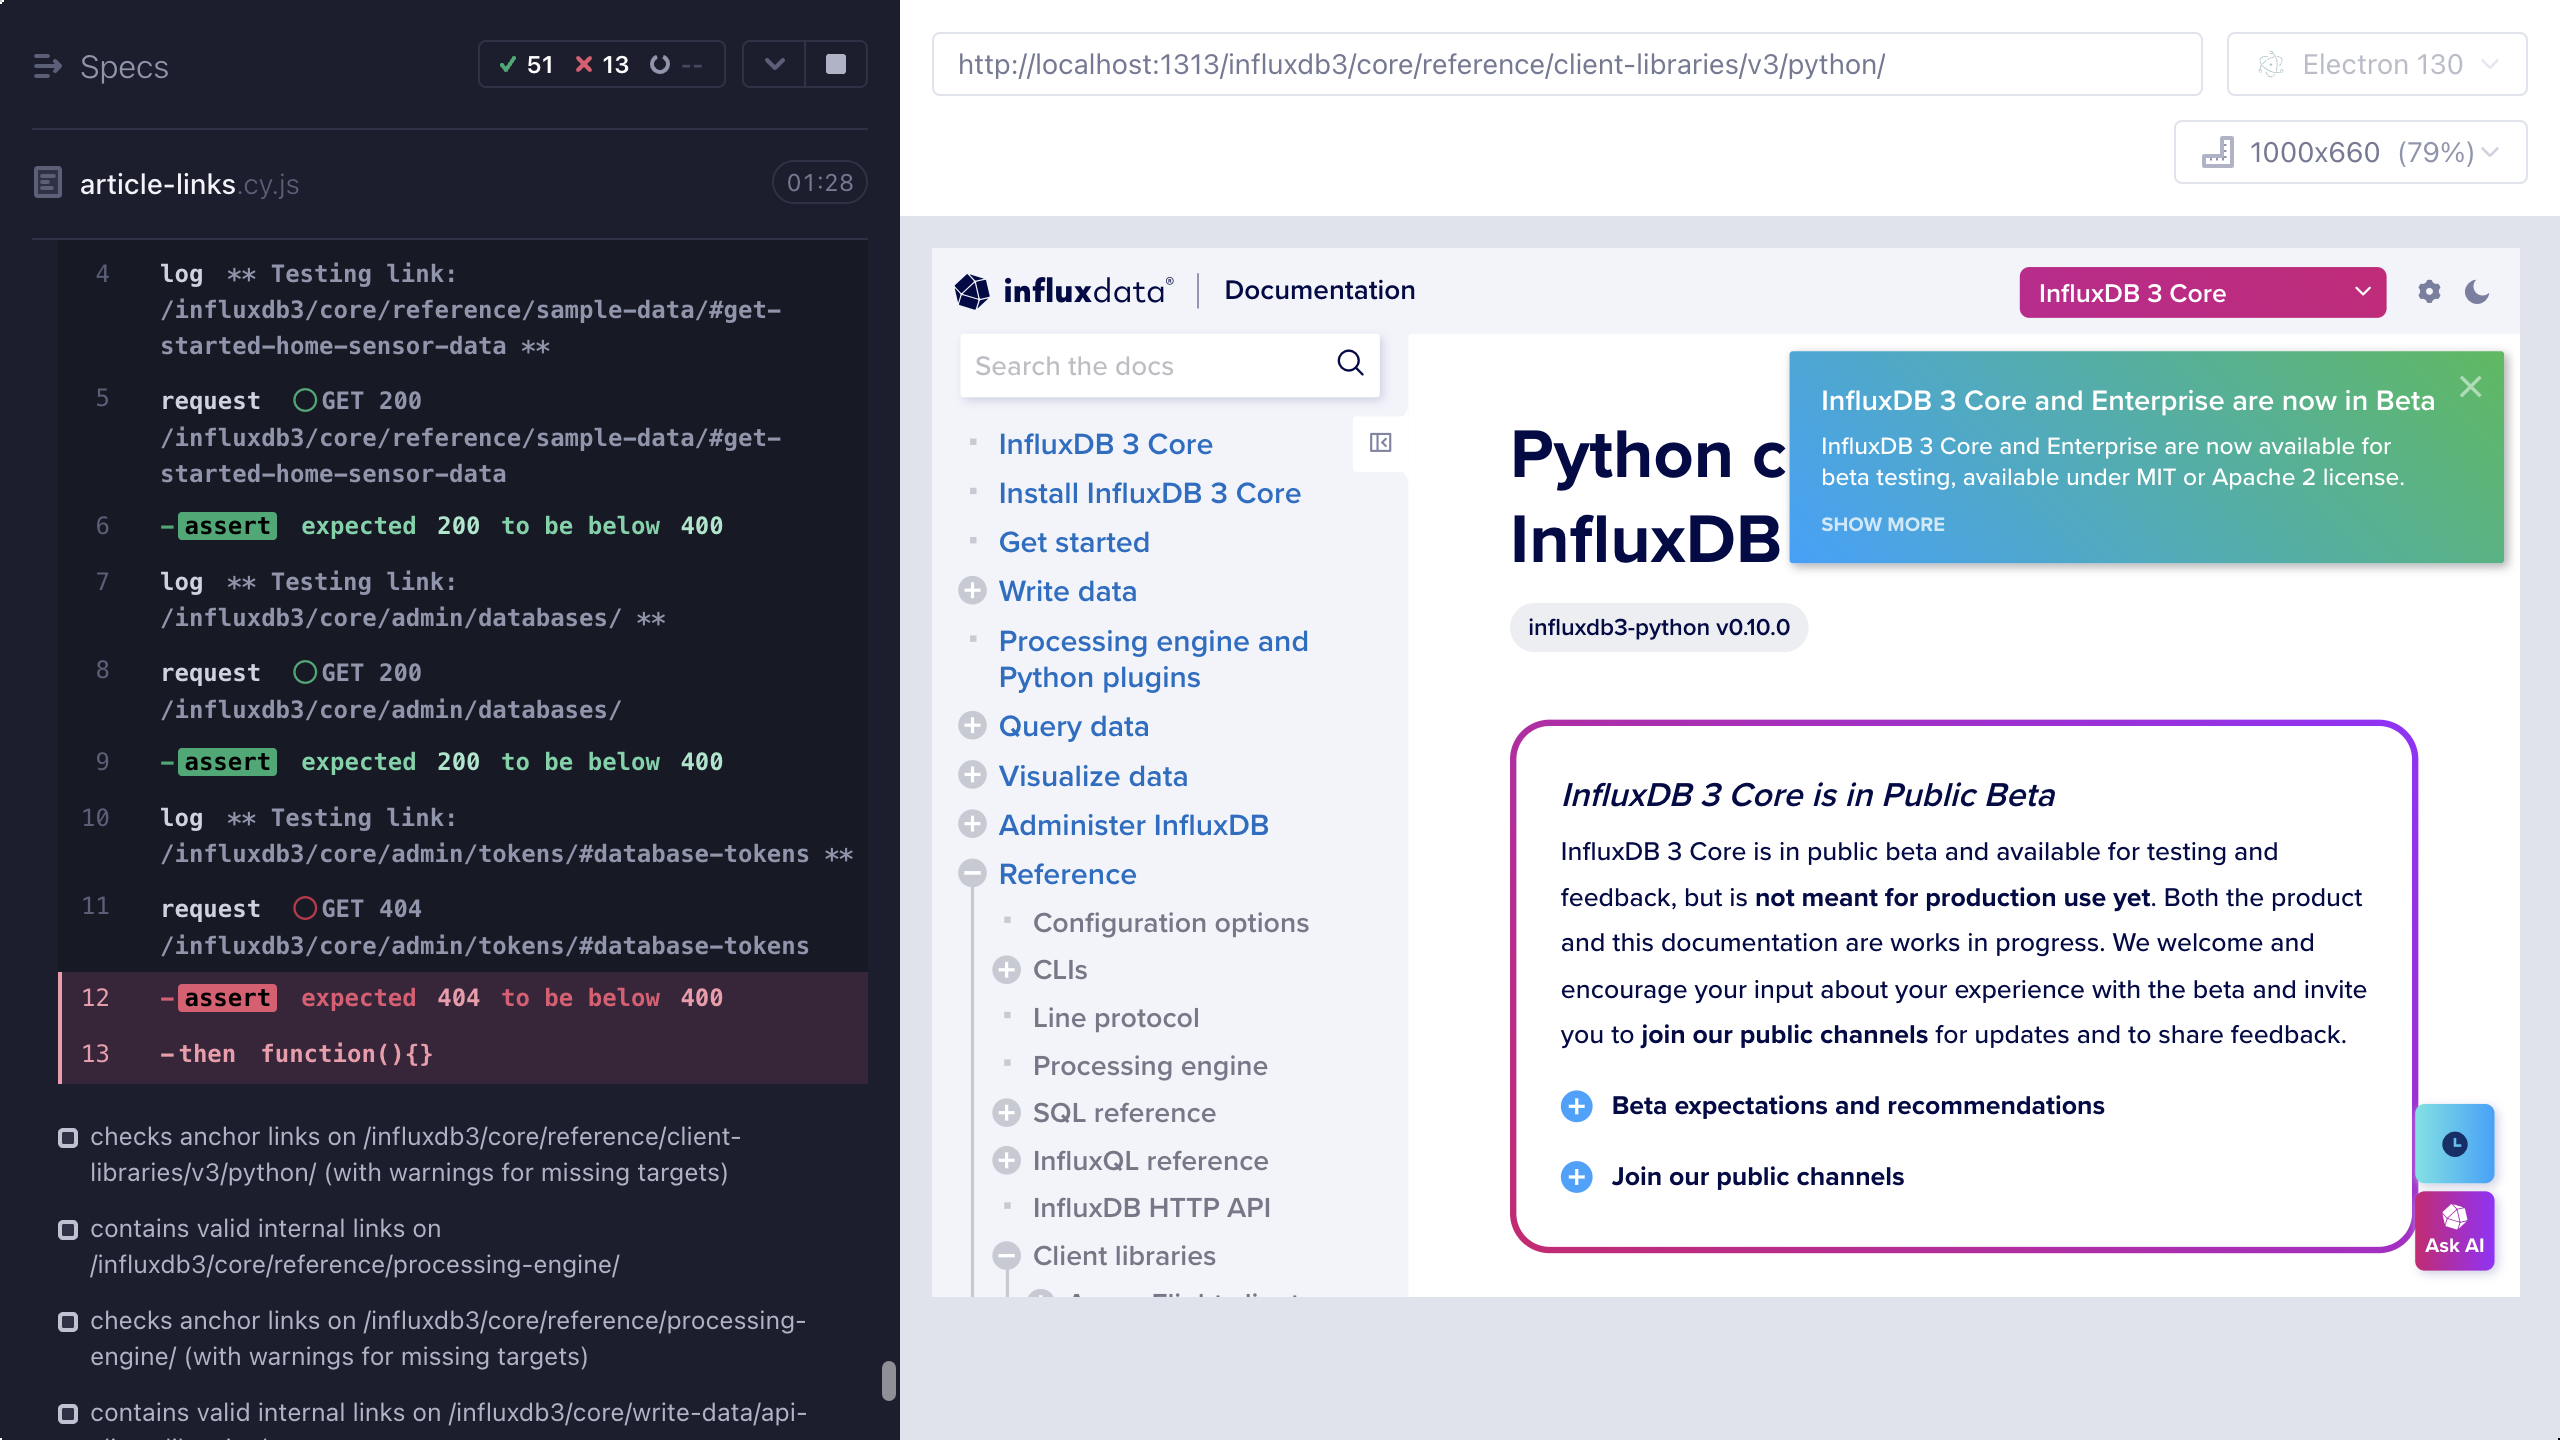 Specs
51 13 --
article-links.cy.js
01:28
4 log ** Testing link:
/influxdb3/core/reference/sample-data/#get-
started-home-sensor-data **
5 request GET 200
/influxdb3/core/reference/sample-data/#get-
started-home-sensor-data
6 -assert expected 200 to be below 400
7 log ** Testing link:
/influxdb3/core/admin/databases/ **
8 request GET 200
/influxdb3/core/admin/databases/
9 -assert expected 200 to be below 400
10 log ** Testing link:
/influxdb3/core/admin/tokens/#database-tokens **
11 request GET 404
/influxdb3/core/admin/tokens/#database-tokens
12 -assert expected 404 to be below 400
13 -then function(){}
checks anchor links on /influxdb3/core/reference/client-
libraries/v3/python/ (with warnings for missing targets)
contains valid internal links on
/influxdb3/core/reference/processing-engine/
checks anchor links on /influxdb3/core/reference/processing-
engine/ (with warnings for missing targets)
contains valid internal links on /influxdb3/core/write-data/api-
http://localhost:1313/influxdb3/core/reference/client-libraries/v3/python/
Electron 130
1000x660 (79%)
influxdata® Documentation
InfluxDB 3 Core
Search the docs
InfluxDB 3 Core
Install InfluxDB 3 Core
Get started
Write data
Processing engine and
Python plugins
Query data
Visualize data
Administer InfluxDB
Reference
Configuration options
CLIs
Line protocol
Processing engine
SQL reference
InfluxQL reference
InfluxDB HTTP API
Client libraries
Python c
InfluxDB
influxdb3-python v0.10.0
InfluxDB 3 Core and Enterprise are now in Beta
InfluxDB 3 Core and Enterprise are now available for
beta testing, available under MIT or Apache 2 license.
SHOW MORE
InfluxDB 3 Core is in Public Beta
InfluxDB 3 Core is in public beta and available for testing and
feedback, but is not meant for production use yet. Both the product
and this documentation are works in progress. We welcome and
encourage your input about your experience with the beta and invite
you to join our public channels for updates and to share feedback.
Beta expectations and recommendations
Join our public channels
Ask AI